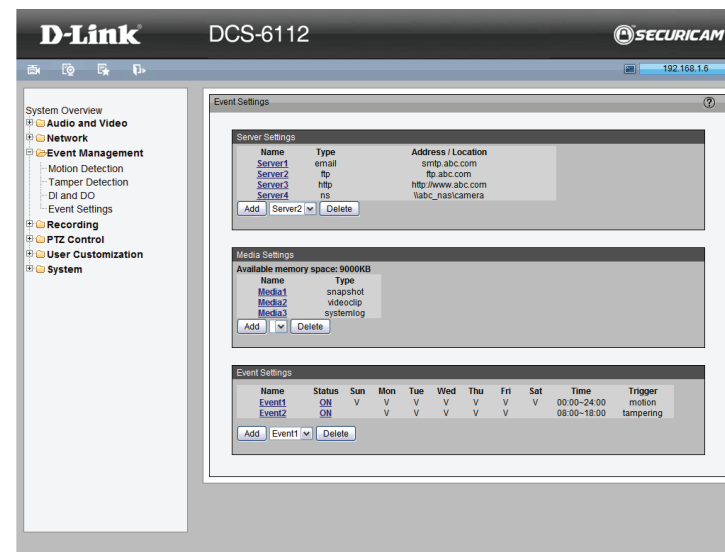 D-Link DCS-6112 SECURICAM
192.168.1.6
System Overview
Audio and Video
Network
Event Management
Motion Detection
Tamper Detection
DI and DO
Event Settings
Recording
PTZ Control
User Customization
System
Event Settings ?
Server Settings
Name Type Address / Location
Server1 email smtp.abc.com
Server2 ftp ftp.abc.com
Server3 http http://www.abc.com
Server4 ns \\abc_nas\camera
Add Server2 Delete
Media Settings
Available memory space: 9000KB
Name Type
Media1 snapshot
Media2 videoclip
Media3 systemlog
Add Delete
Event Settings
Name Status Sun Mon Tue Wed Thu Fri Sat Time Trigger
Event1 ON V V V V V V V 00:00~24:00 motion
Event2 ON V V V V V 08:00~18:00 tampering
Add Event1 Delete